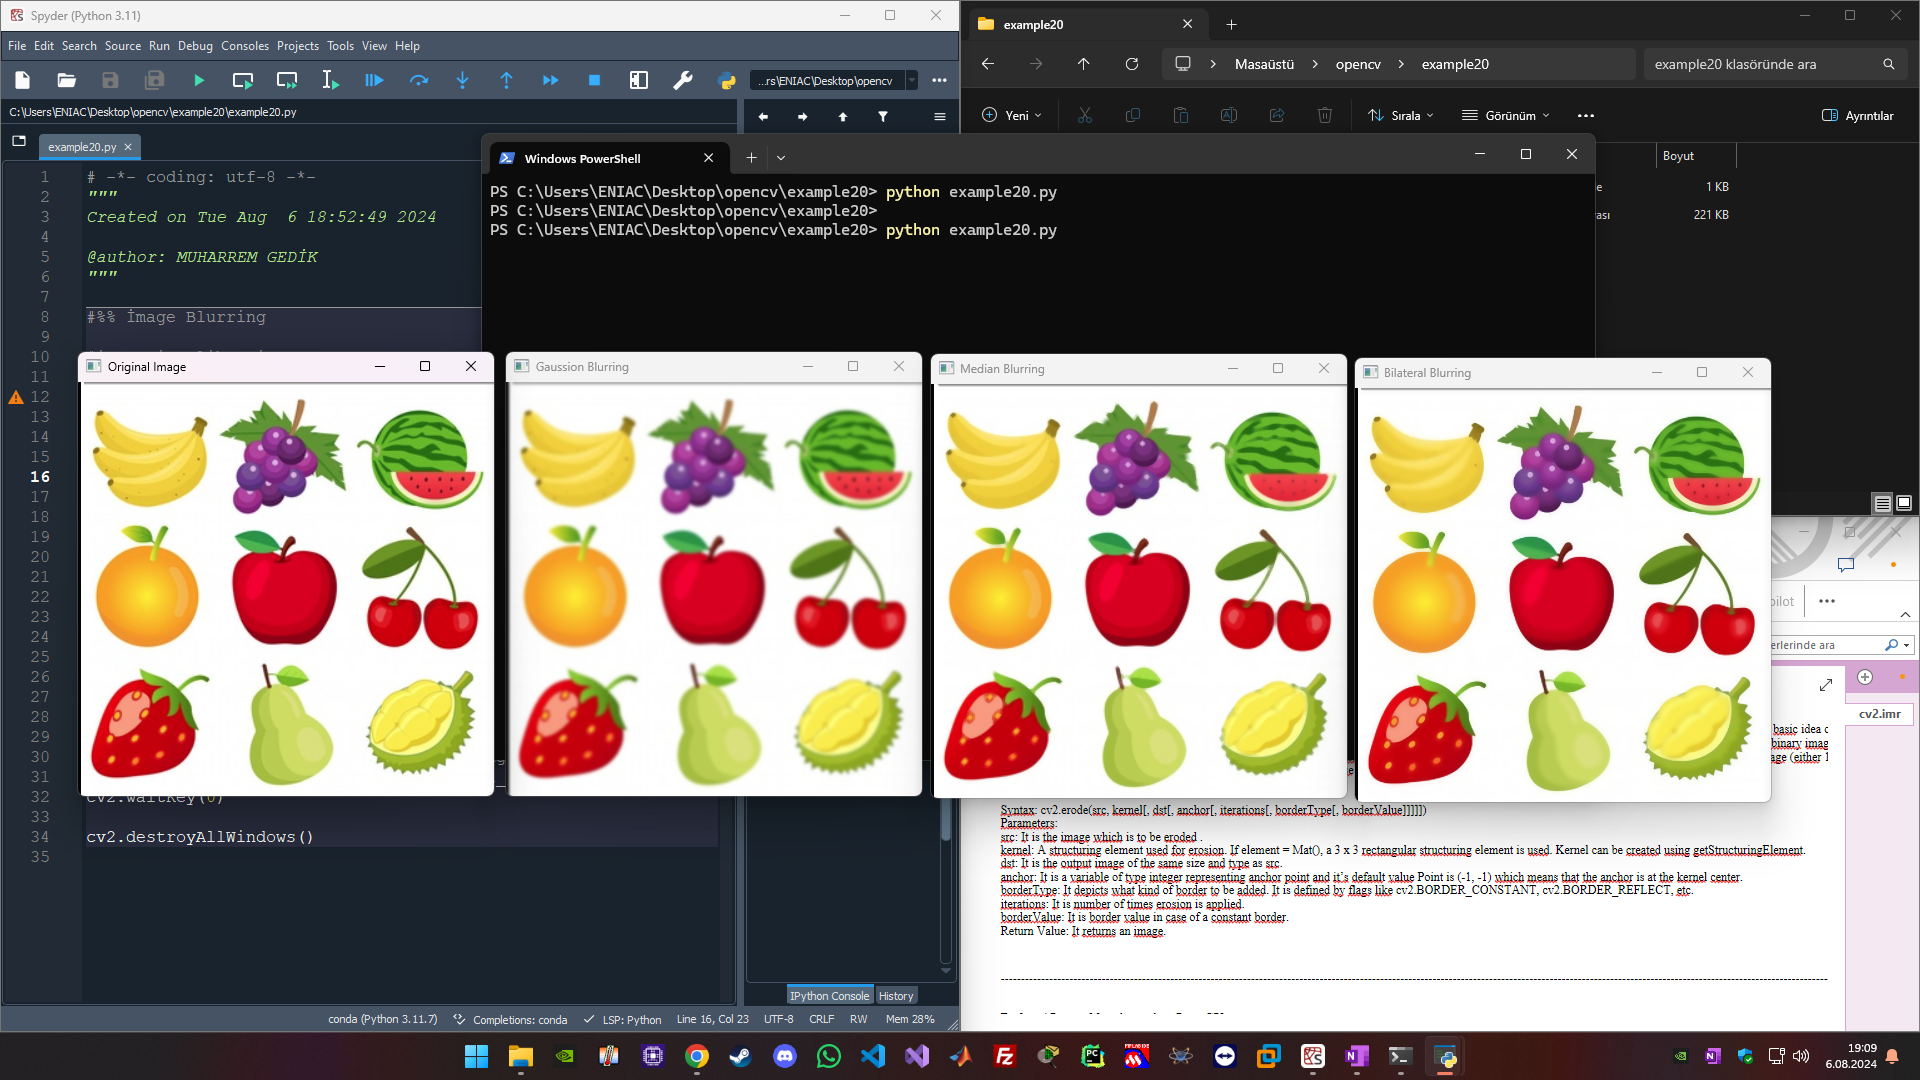 Spyder (Python 3.11)
File Edit Search Source Run Debug Consoles Projects Tools View Help
...rs\ENIAC\Desktop\opencv
C:\Users\ENIAC\Desktop\opencv\example20\example20.py
example20.py
1 # -*- coding: utf-8 -*-
2 """
3 Created on Tue Aug  6 18:52:49 2024
4
5 @author: MUHARREM GEDİK
6 """
7
8 #%% İmage Blurring
9
10
11
12
13
14
15
16
17
18
19
20
21
22
23
24
25
26
27
28
29
30
31
32 cv2.waitKey(0)
33
34 cv2.destroyAllWindows()
35
IPython Console History
conda (Python 3.11.7) Completions: conda LSP: Python Line 16, Col 23 UTF-8 CRLF RW Mem 28%
example20
Masaüstü opencv example20
example20 klasöründe ara
Yeni Sırala Görünüm Ayrıntılar
Boyut
1 KB
221 KB
Windows PowerShell
PS C:\Users\ENIAC\Desktop\opencv\example20> python example20.py
PS C:\Users\ENIAC\Desktop\opencv\example20>
PS C:\Users\ENIAC\Desktop\opencv\example20> python example20.py
Original Image
Gaussion Blurring
Median Blurring
Bilateral Blurring
pilot
erlerinde ara
cv2.imr
basic idea
binary imag
Syntax: cv2.erode(src, kernel[, dst[, anchor[, iterations[, borderType[, borderValue]]]]])
Parameters:
src: It is the image which is to be eroded .
kernel: A structuring element used for erosion. If element = Mat(), a 3 x 3 rectangular structuring element is used. Kernel can be created using getStructuringElement.
dst: It is the output image of the same size and type as src.
anchor: It is a variable of type integer representing anchor point and it's default value Point is (-1, -1) which means that the anchor is at the kernel center.
borderType: It depicts what kind of border to be added. It is defined by flags like cv2.BORDER_CONSTANT, cv2.BORDER_REFLECT, etc.
iterations: It is number of times erosion is applied.
borderValue: It is border value in case of a constant border.
Return Value: It returns an image.
19:09
6.08.2024